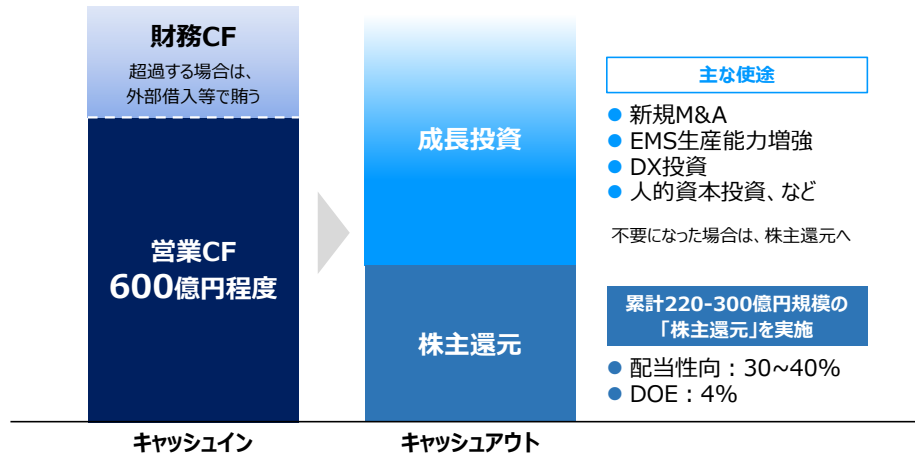 財務CF
超過する場合は、
外部借入等で賄う
営業CF
600億円程度
キャッシュイン
成長投資
株主還元
キャッシュアウト
主な使途
● 新規M&A
● EMS生産能力増強
● DX投資
● 人的資本投資、など
不要になった場合は、株主還元へ
累計220-300億円規模の
「株主還元」を実施
● 配当性向：30~40%
● DOE：4%